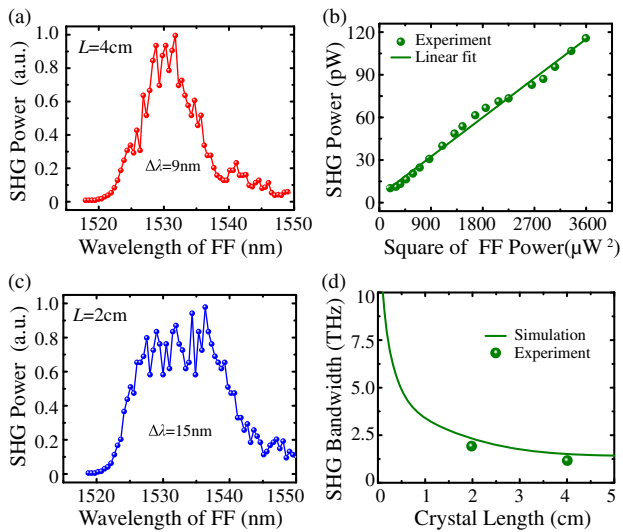 (a)
L=4cm
Δλ=9nm
SHG Power (a.u.)
1.0
0.8
0.6
0.4
0.2
0
1520 1530 1540 1550
Wavelength of FF (nm)
(b)
Experiment
Linear fit
SHG Power (pW)
120
90
60
30
0
0 900 1800 2700 3600
Square of FF Power(μW²)
(c)
L=2cm
Δλ=15nm
SHG Power (a.u.)
1.0
0.8
0.6
0.4
0.2
0
1520 1530 1540 1550
Wavelength of FF (nm)
(d)
Simulation
Experiment
SHG Bandwidth (THz)
10
7.5
5.0
2.5
0
0 1 2 3 4 5
Crystal Length (cm)